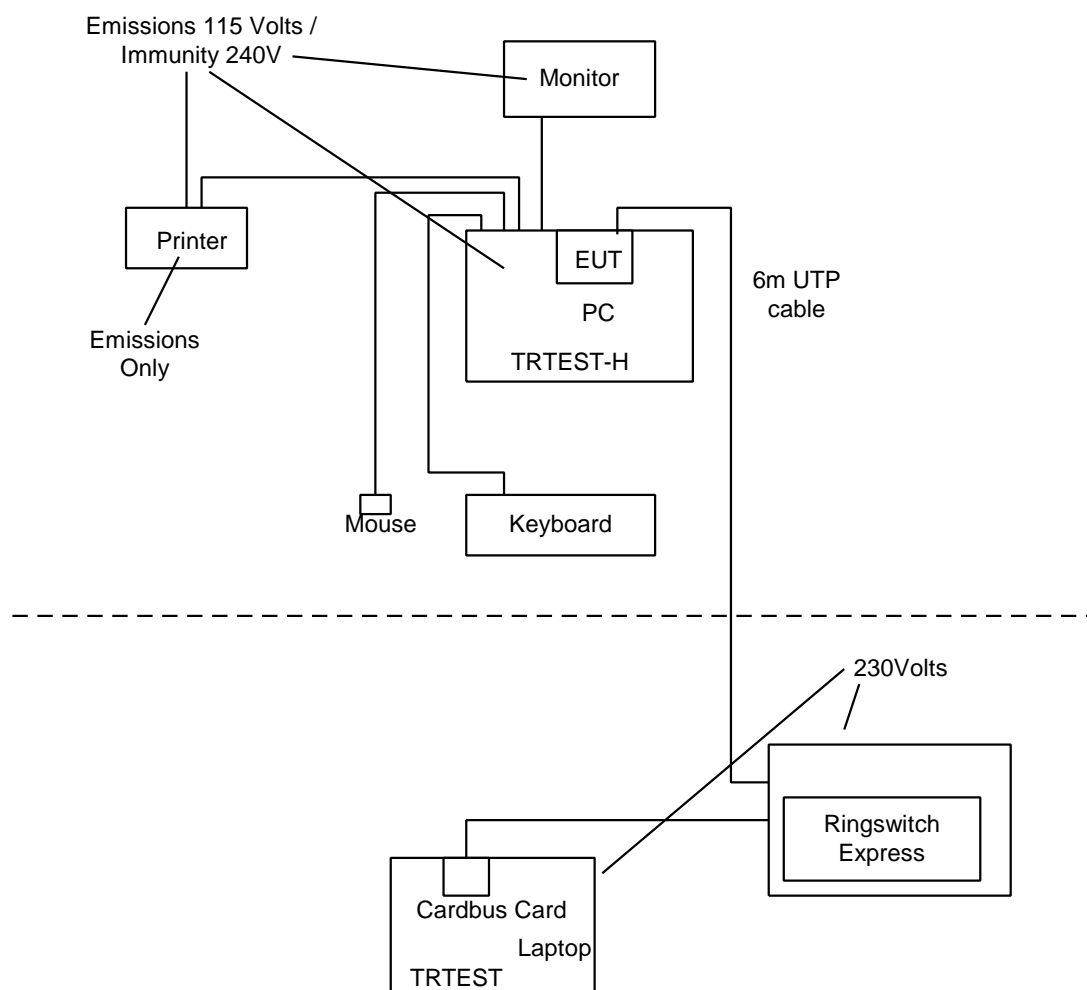 Emissions 115 Volts /
Immunity 240V
Monitor
Printer
EUT
6m UTP
cable
PC
Emissions
Only
TRTEST-H
Mouse
Keyboard
230Volts
Ringswitch
Express
Cardbus Card
Laptop
TRTEST